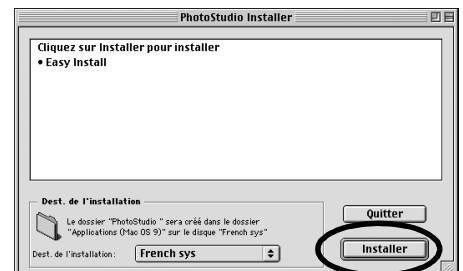 PhotoStudio Installer
Cliquez sur Installer pour installer
• Easy Install
Dest. de l'installation
Le dossier "PhotoStudio " sera créé dans le dossier
"Applications (Mac OS 9)" sur le disque "French sys"
Dest. de l'installation:
French sys
Quitter
Installer